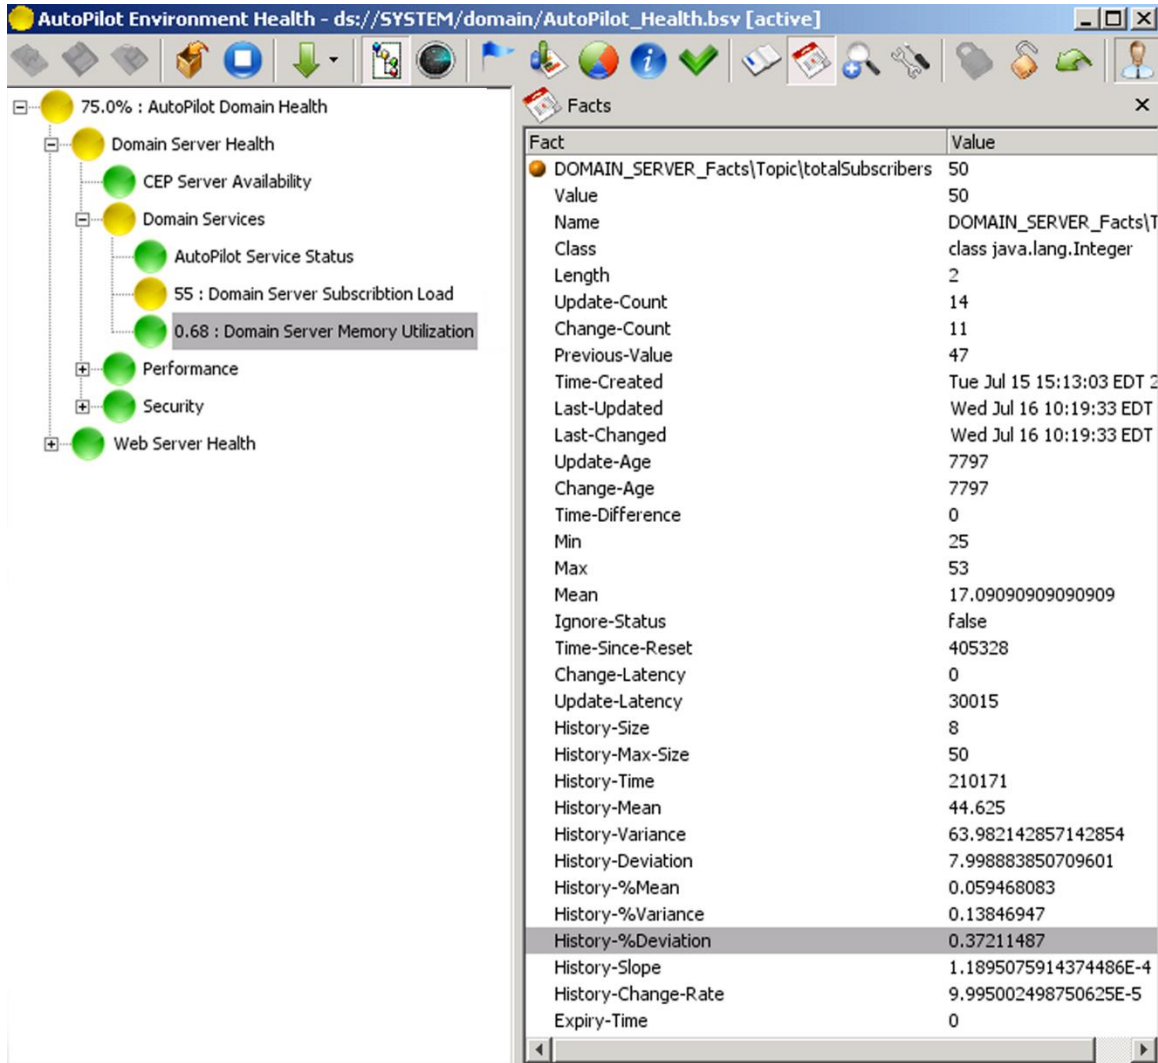 AutoPilot Environment Health - ds://SYSTEM/domain/AutoPilot_Health.bsv [active]
75.0% : AutoPilot Domain Health
Domain Server Health
CEP Server Availability
Domain Services
AutoPilot Service Status
55 : Domain Server Subscribtion Load
0.68 : Domain Server Memory Utilization
Performance
Security
Web Server Health
Facts
Fact Value
DOMAIN_SERVER_Facts\Topic\totalSubscribers 50
Value 50
Name DOMAIN_SERVER_Facts\T
Class class java.lang.Integer
Length 2
Update-Count 14
Change-Count 11
Previous-Value 47
Time-Created Tue Jul 15 15:13:03 EDT 2
Last-Updated Wed Jul 16 10:19:33 EDT
Last-Changed Wed Jul 16 10:19:33 EDT
Update-Age 7797
Change-Age 7797
Time-Difference 0
Min 25
Max 53
Mean 17.09090909090909
Ignore-Status false
Time-Since-Reset 405328
Change-Latency 0
Update-Latency 30015
History-Size 8
History-Max-Size 50
History-Time 210171
History-Mean 44.625
History-Variance 63.982142857142854
History-Deviation 7.998883850709601
History-%Mean 0.059468083
History-%Variance 0.13846947
History-%Deviation 0.37211487
History-Slope 1.1895075914374486E-4
History-Change-Rate 9.995002498750625E-5
Expiry-Time 0